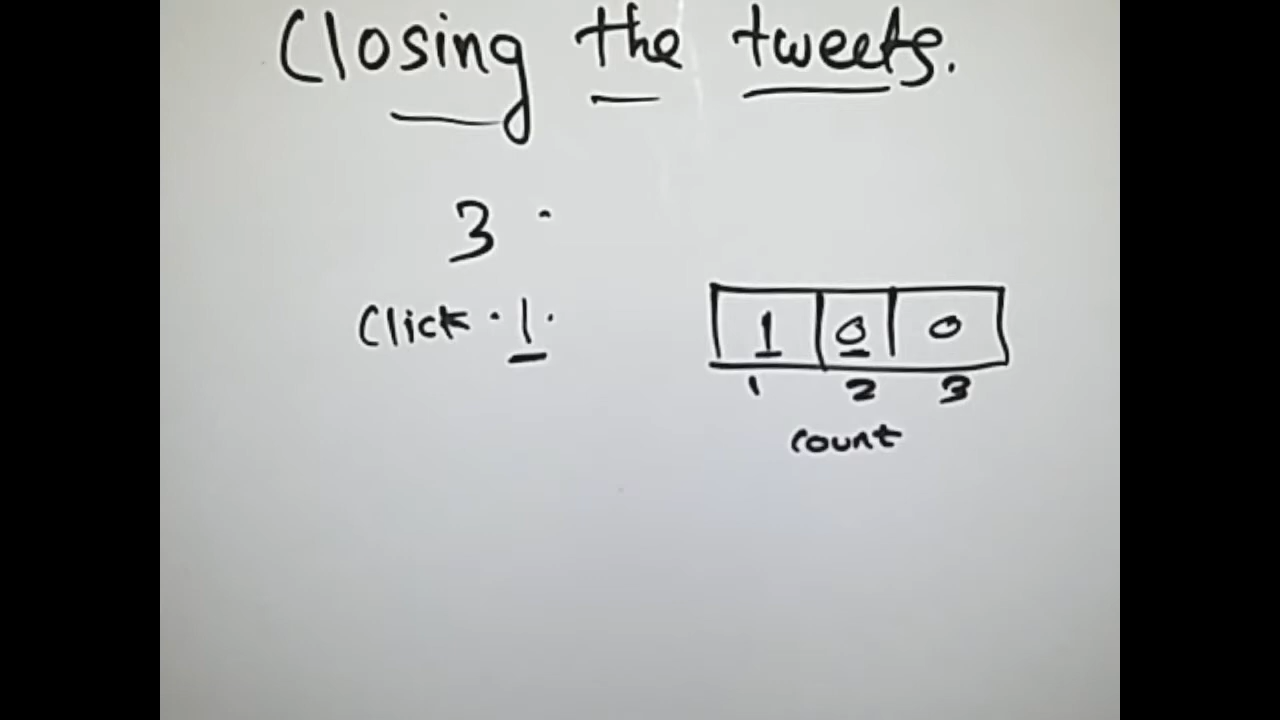 Closing the tweets.
3 .
Click . 1 .
1 0 0
1 2 3
count